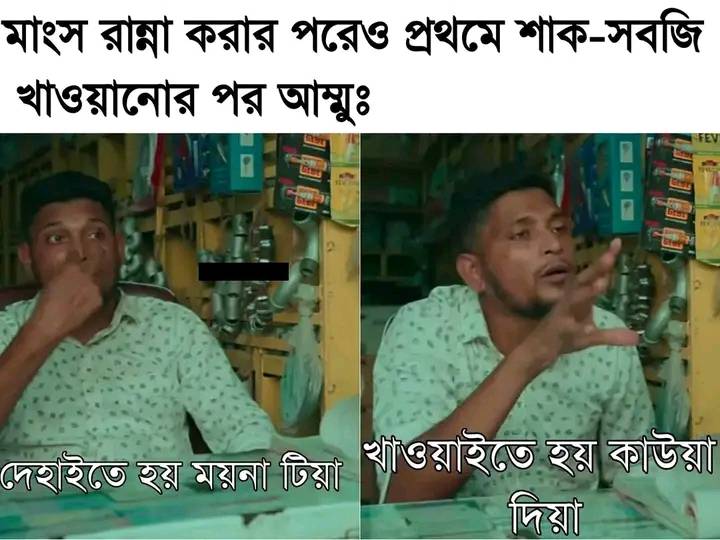 মাংস রান্না করার পরেও প্রথমে শাক-সবজি
খাওয়ানোর পর আম্মুঃ
দেহাইতে হয় ময়না টিয়া
খাওয়াইতে হয় কাউয়া
দিয়া